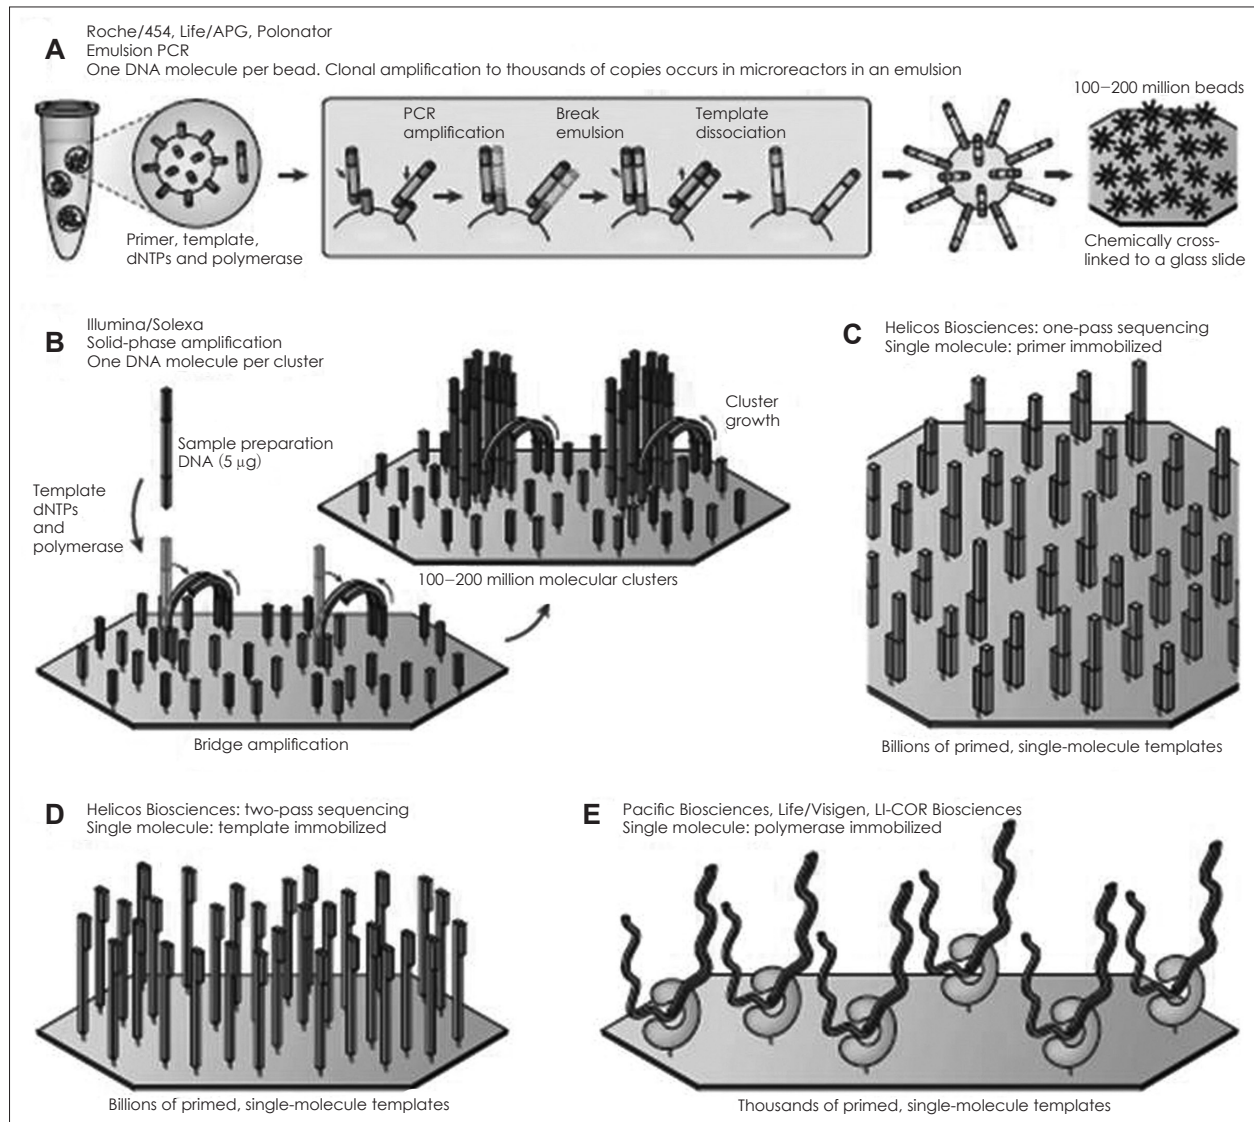 A
Roche/454, Life/APG, Polonator
Emulsion PCR
One DNA molecule per bead. Clonal amplification to thousands of copies occurs in microreactors in an emulsion
Primer, template,
dNTPs and polymerase
PCR
amplification
Break
emulsion
Template
dissociation
100–200 million beads
Chemically cross-
linked to a glass slide
B
Illumina/Solexa
Solid-phase amplification
One DNA molecule per cluster
Sample preparation
DNA (5 μg)
Template
dNTPs
and
polymerase
Bridge amplification
Cluster
growth
100–200 million molecular clusters
C
Helicos Biosciences: one-pass sequencing
Single molecule: primer immobilized
Billions of primed, single-molecule templates
D
Helicos Biosciences: two-pass sequencing
Single molecule: template immobilized
Billions of primed, single-molecule templates
E
Pacific Biosciences, Life/Visigen, LI-COR Biosciences
Single molecule: polymerase immobilized
Thousands of primed, single-molecule templates